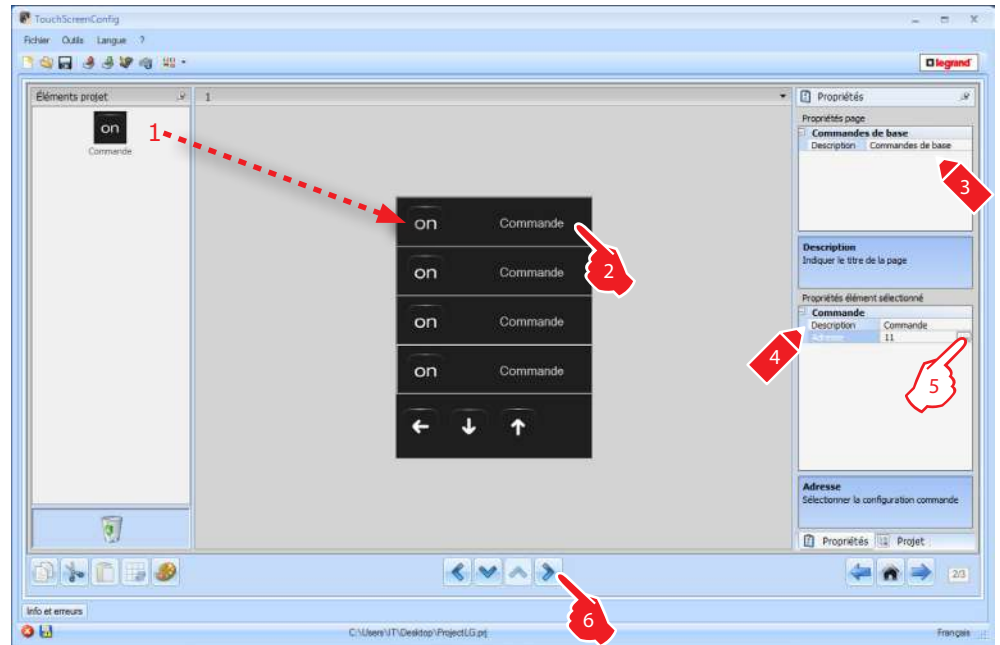 TouchScreenConfig
Fichier Outils Langue ?
legrand
Éléments projet
on
Commande
1
1
on Commande
2
on Commande
on Commande
on Commande
Propriétés
Propriétés page
Commandes de base
Description Commandes de base
3
Description
Indiquer le titre de la page
Propriétés élément sélectionné
Commande
Description Commande
Adresse 11
4
5
Adresse
Sélectionner la configuration commande
Propriétés Projet
2/3
6
Info et erreurs
C:\Users\IT\Desktop\ProjectLG.prj
Français